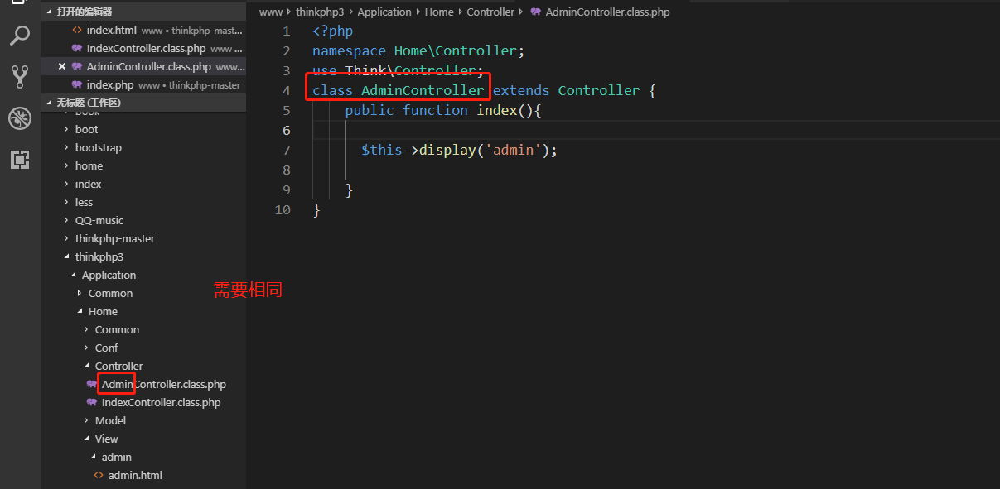 打开的编辑器
index.html www • thinkphp-mast...
IndexController.class.php www ...
AdminController.class.php www...
index.php www • thinkphp-master
无标题 (工作区)
book
boot
bootstrap
home
index
less
QQ-music
thinkphp-master
thinkphp3
Application
Common
Home
Common
Conf
Controller
AdminController.class.php
IndexController.class.php
Model
View
admin
admin.html
需要相同
www thinkphp3 Application Home Controller AdminController.class.php
1 <?php
2 namespace Home\Controller;
3 use Think\Controller;
4 class AdminController extends Controller {
5 public function index(){
6
7 $this->display('admin');
8
9 }
10 }